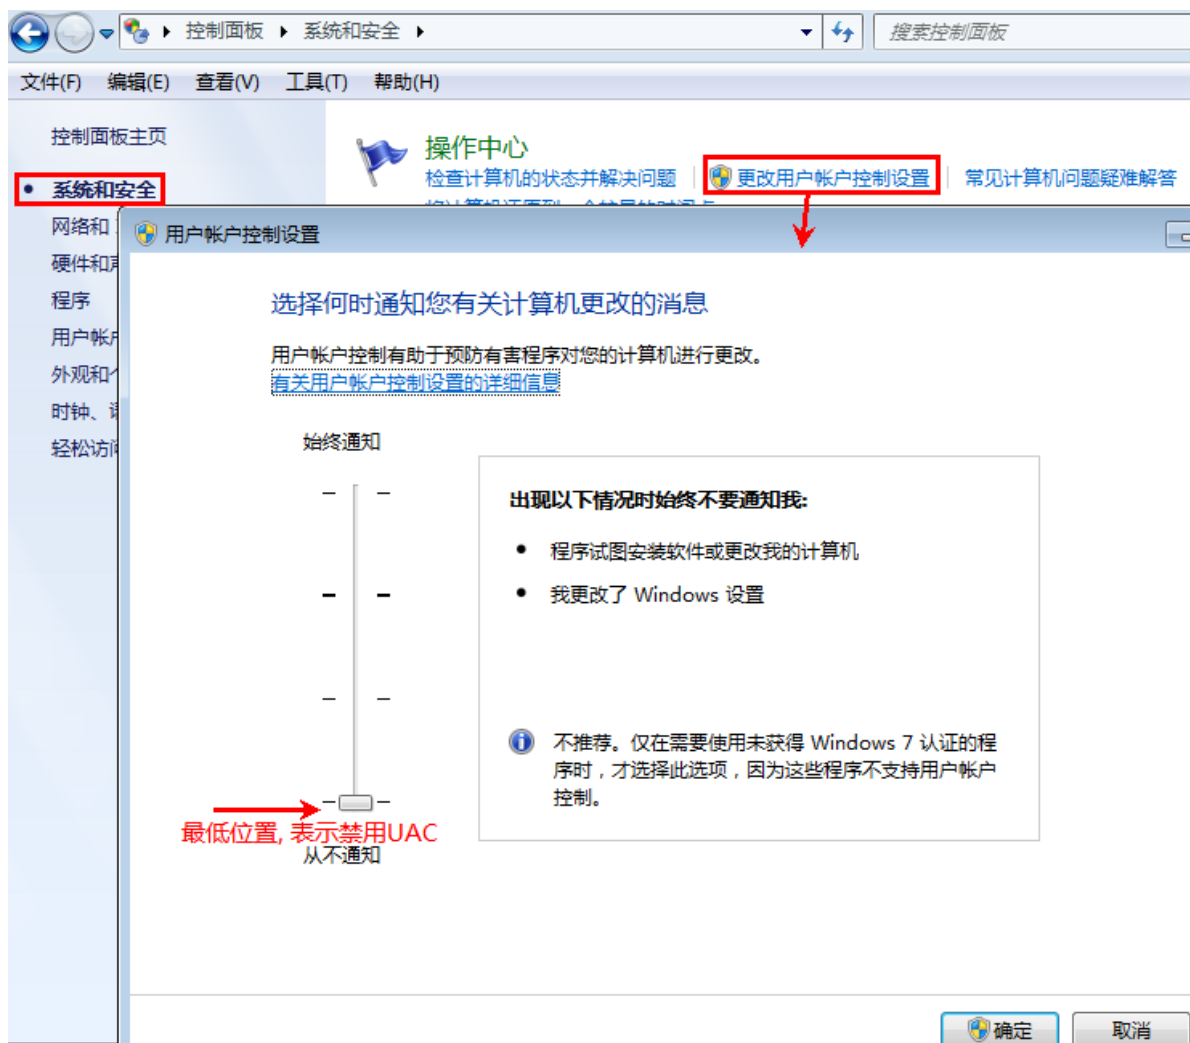 控制面板 系统和安全
搜索控制面板
文件(F) 编辑(E) 查看(V) 工具(T) 帮助(H)
控制面板主页
操作中心
检查计算机的状态并解决问题 更改用户帐户控制设置 常见计算机问题疑难解答
系统和安全
网络和
用户帐户控制设置
硬件和
程序
用户帐
外观和
时钟、
轻松访
选择何时通知您有关计算机更改的消息
用户帐户控制有助于预防有害程序对您的计算机进行更改。
有关用户帐户控制设置的详细信息
始终通知
出现以下情况时始终不要通知我:
程序试图安装软件或更改我的计算机
我更改了 Windows 设置
不推荐。仅在需要使用未获得 Windows 7 认证的程
序时，才选择此选项，因为这些程序不支持用户帐户
控制。
最低位置, 表示禁用UAC
从不通知
确定 取消